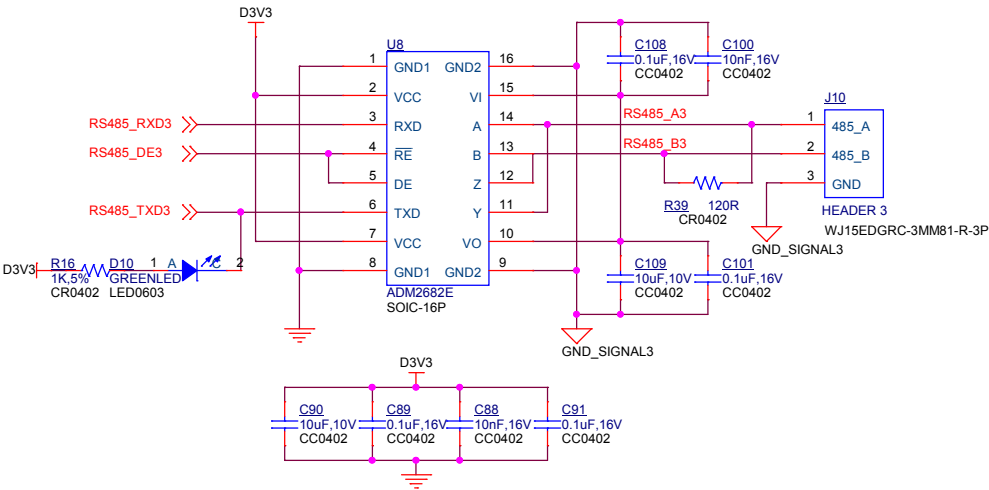 D3V3
U8
C108
0.1uF,16V
CC0402
C100
10nF,16V
CC0402
1 GND1 GND2 16
2 VCC VI 15
RS485_RXD3 3 RXD A 14 RS485_A3
RS485_DE3 4 RE B 13 RS485_B3
5 DE Z 12
RS485_TXD3 6 TXD Y 11
7 VCC VO 10
8 GND1 GND2 9
ADM2682E
SOIC-16P
J10
1 485_A
2 485_B
3 GND
HEADER 3
WJ15EDGRC-3MM81-R-3P
R39 120R
CR0402
GND_SIGNAL3
D3V3
R16
1K,5%
CR0402
D10
GREENLED
LED0603
1 A C 2
C109
10uF,10V
CC0402
C101
0.1uF,16V
CC0402
GND_SIGNAL3
D3V3
C90
10uF,10V
CC0402
C89
0.1uF,16V
CC0402
C88
10nF,16V
CC0402
C91
0.1uF,16V
CC0402